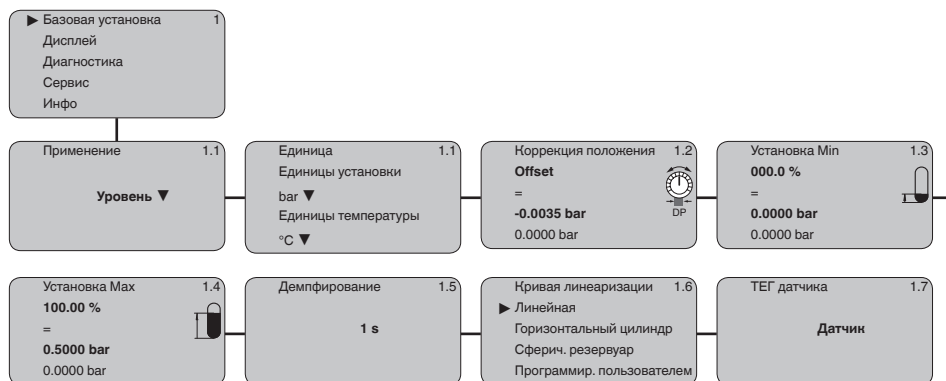 ▶ Базовая установка 1
Дисплей
Диагностика
Сервис
Инфо
Применение 1.1
Уровень ▼
Единица 1.1
Единицы установки
bar ▼
Единицы температуры
°C ▼
Коррекция положения 1.2
Offset
=
-0.0035 bar
0.0000 bar
DP
Установка Min 1.3
000.0 %
=
0.0000 bar
0.0000 bar
Установка Max 1.4
100.00 %
=
0.5000 bar
0.0000 bar
Демпфирование 1.5
1 s
Кривая линеаризации 1.6
▶ Линейная
Горизонтальный цилиндр
Сферич. резервуар
Программир. пользователем
ТЕГ датчика 1.7
Датчик